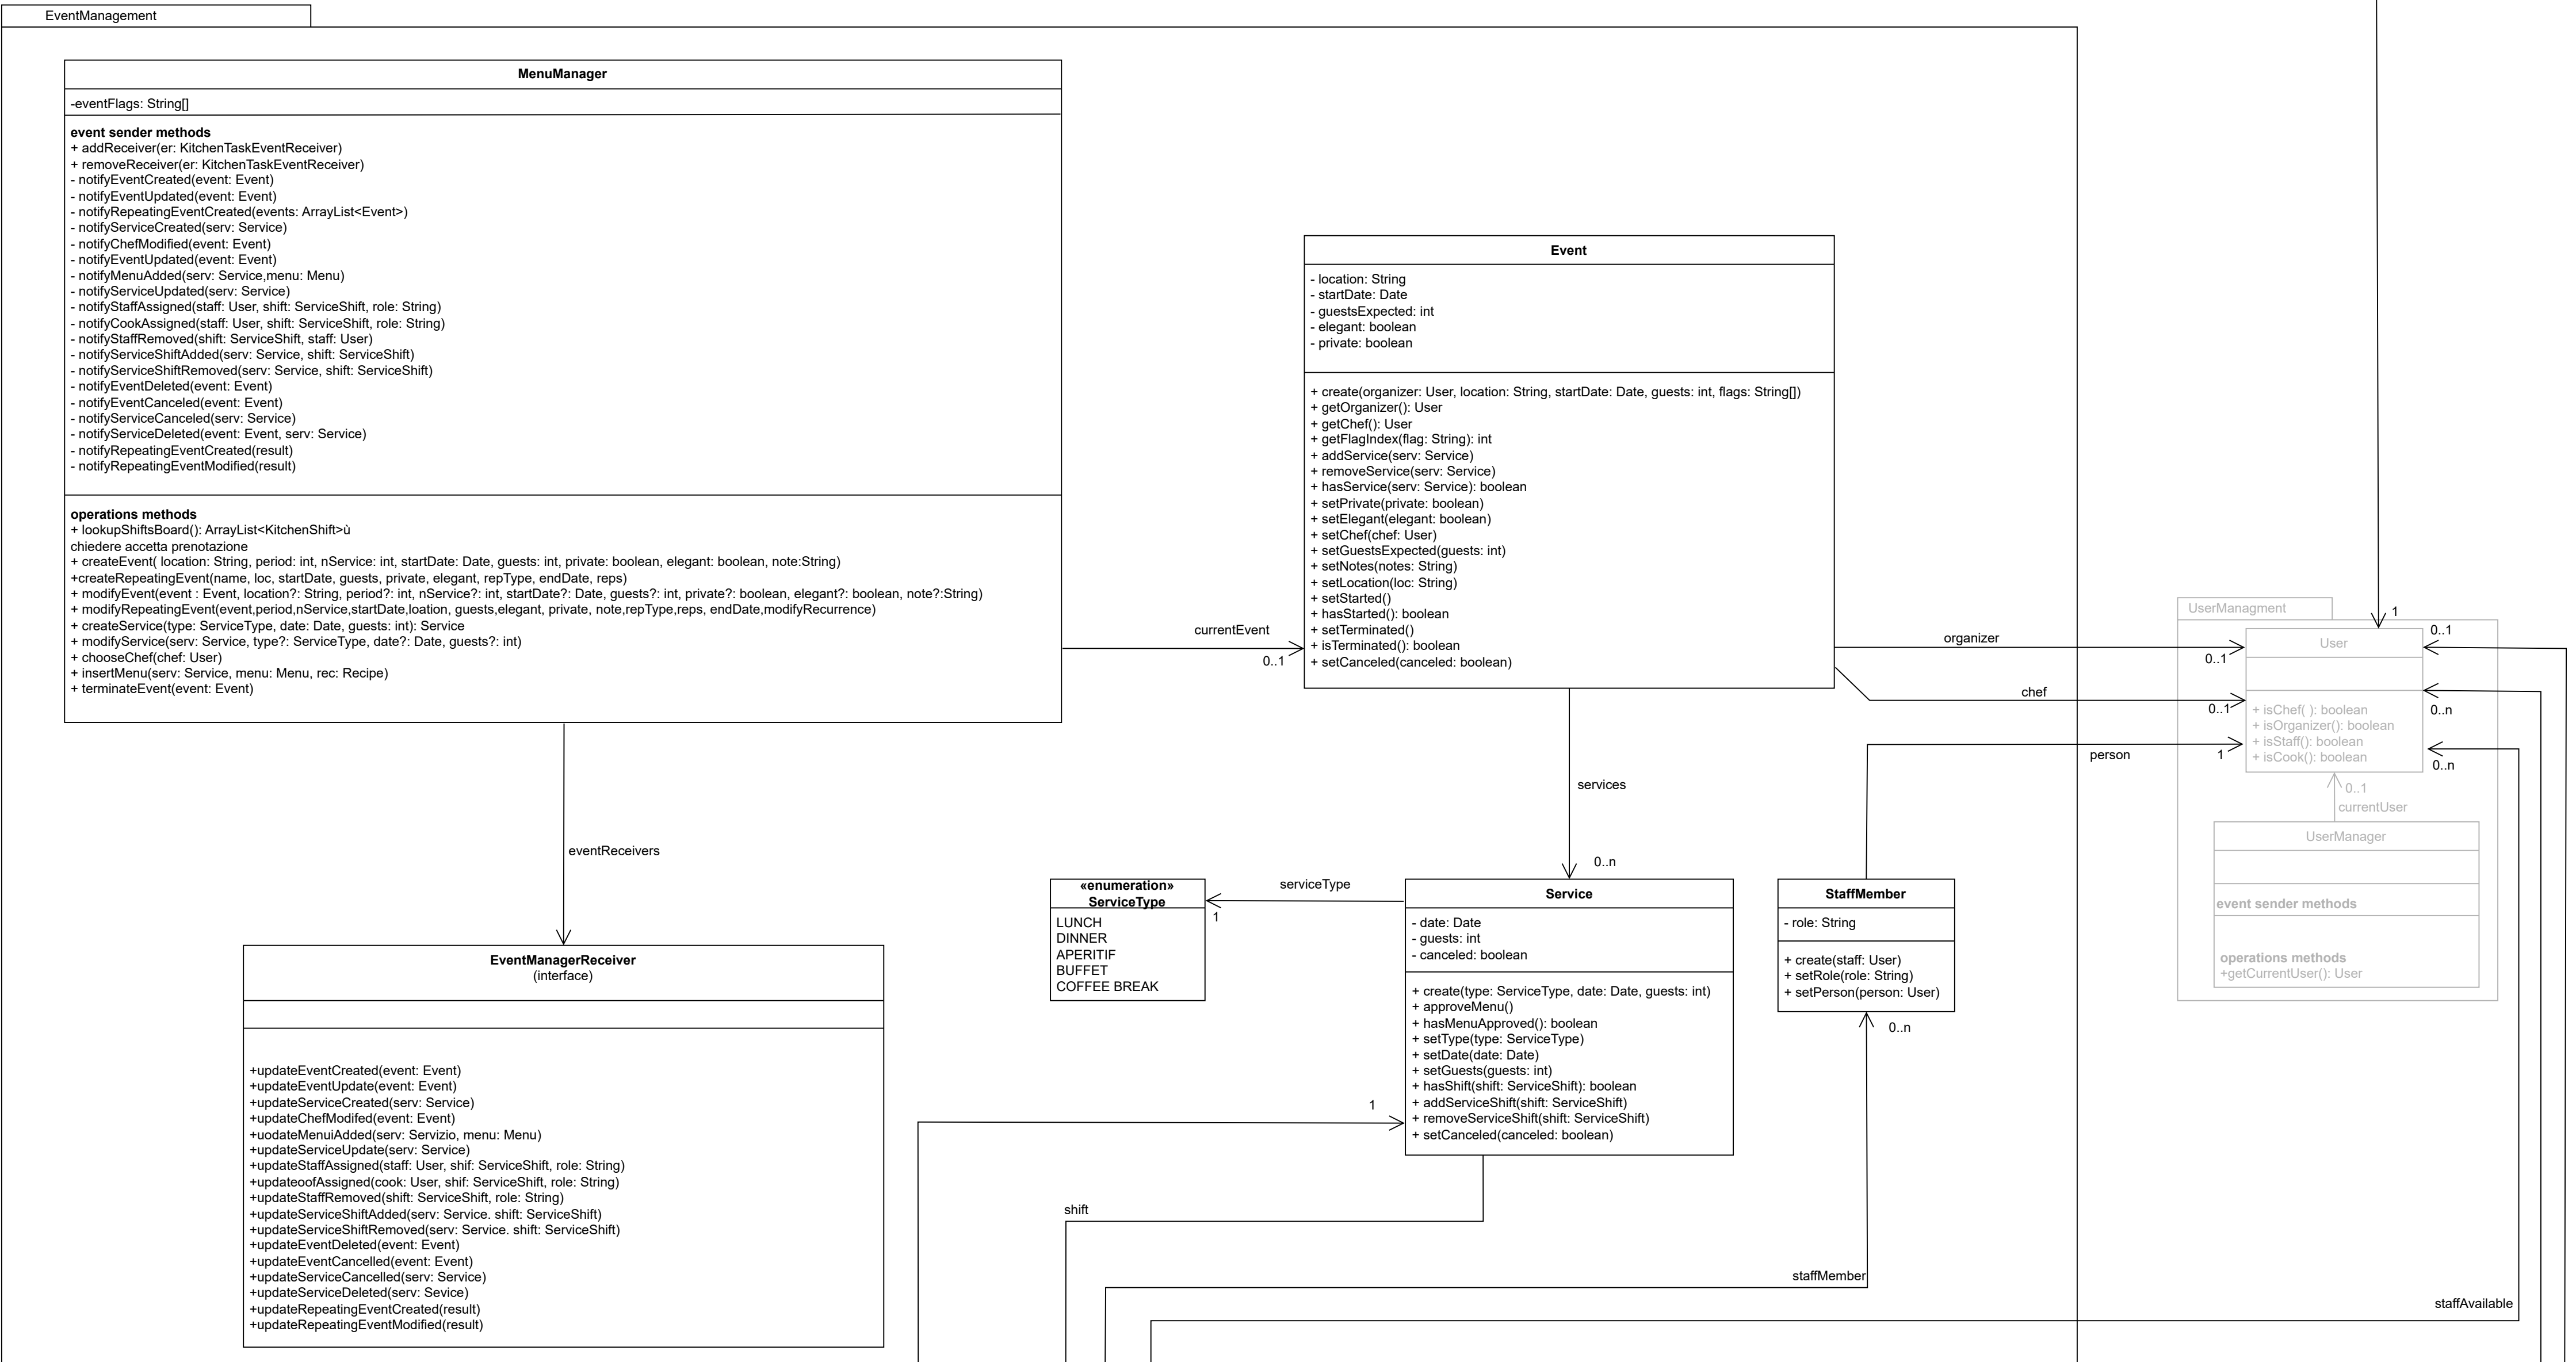 EventManagement
MenuManager
-eventFlags: String[]
event sender methods
+ addReceiver(er: KitchenTaskEventReceiver)
+ removeReceiver(er: KitchenTaskEventReceiver)
- notifyEventCreated(event: Event)
- notifyEventUpdated(event: Event)
- notifyRepeatingEventCreated(events: ArrayList<Event>)
- notifyServiceCreated(serv: Service)
- notifyChefModified(event: Event)
- notifyEventUpdated(event: Event)
- notifyMenuAdded(serv: Service,menu: Menu)
- notifyServiceUpdated(serv: Service)
- notifyStaffAssigned(staff: User, shift: ServiceShift, role: String)
- notifyCookAssigned(staff: User, shift: ServiceShift, role: String)
- notifyStaffRemoved(shift: ServiceShift, staff: User)
- notifyServiceShiftAdded(serv: Service, shift: ServiceShift)
- notifyServiceShiftRemoved(serv: Service, shift: ServiceShift)
- notifyEventDeleted(event: Event)
- notifyEventCanceled(event: Event)
- notifyServiceCanceled(serv: Service)
- notifyServiceDeleted(event: Event, serv: Service)
- notifyRepeatingEventCreated(result)
- notifyRepeatingEventModified(result)
operations methods
+ lookupShiftsBoard(): ArrayList<KitchenShift>ù
chiedere accetta prenotazione
+ createEvent( location: String, period: int, nService: int, startDate: Date, guests: int, private: boolean, elegant: boolean, note:String)
+createRepeatingEvent(name, loc, startDate, guests, private, elegant, repType, endDate, reps)
+ modifyEvent(event : Event, location?: String, period?: int, nService?: int, startDate?: Date, guests?: int, private?: boolean, elegant?: boolean, note?:String)
+ modifyRepeatingEvent(event,period,nService,startDate,loation, guests,elegant, private, note,repType,reps, endDate,modifyRecurrence)
+ createService(type: ServiceType, date: Date, guests: int): Service
+ modifyService(serv: Service, type?: ServiceType, date?: Date, guests?: int)
+ chooseChef(chef: User)
+ insertMenu(serv: Service, menu: Menu, rec: Recipe)
+ terminateEvent(event: Event)
currentEvent
0..1
Event
- location: String
- startDate: Date
- guestsExpected: int
- elegant: boolean
- private: boolean
+ create(organizer: User, location: String, startDate: Date, guests: int, flags: String[])
+ getOrganizer(): User
+ getChef(): User
+ getFlagIndex(flag: String): int
+ addService(serv: Service)
+ removeService(serv: Service)
+ hasService(serv: Service): boolean
+ setPrivate(private: boolean)
+ setElegant(elegant: boolean)
+ setChef(chef: User)
+ setGuestsExpected(guests: int)
+ setNotes(notes: String)
+ setLocation(loc: String)
+ setStarted()
+ hasStarted(): boolean
+ setTerminated()
+ isTerminated(): boolean
+ setCanceled(canceled: boolean)
organizer
0..1
chef
0..1
person
1
UserManagment
1
User
0..1
+ isChef( ): boolean
+ isOrganizer(): boolean
+ isStaff(): boolean
+ isCook(): boolean
0..n
0..n
0..1
currentUser
UserManager
event sender methods
operations methods
+getCurrentUser(): User
eventReceivers
services
0..n
EventManagerReceiver
(interface)
+updateEventCreated(event: Event)
+updateEventUpdate(event: Event)
+updateServiceCreated(serv: Service)
+updateChefModifed(event: Event)
+uodateMenuiAdded(serv: Servizio, menu: Menu)
+updateServiceUpdate(serv: Service)
+updateStaffAssigned(staff: User, shif: ServiceShift, role: String)
+updateoofAssigned(cook: User, shif: ServiceShift, role: String)
+updateStaffRemoved(shift: ServiceShift, role: String)
+updateServiceShiftAdded(serv: Service. shift: ServiceShift)
+updateServiceShiftRemoved(serv: Service. shift: ServiceShift)
+updateEventDeleted(event: Event)
+updateEventCancelled(event: Event)
+updateServiceCancelled(serv: Service)
+updateServiceDeleted(serv: Sevice)
+updateRepeatingEventCreated(result)
+updateRepeatingEventModified(result)
«enumeration»
ServiceType
LUNCH
DINNER
APERITIF
BUFFET
COFFEE BREAK
serviceType
1
Service
- date: Date
- guests: int
- canceled: boolean
+ create(type: ServiceType, date: Date, guests: int)
+ approveMenu()
+ hasMenuApproved(): boolean
+ setType(type: ServiceType)
+ setDate(date: Date)
+ setGuests(guests: int)
+ hasShift(shift: ServiceShift): boolean
+ addServiceShift(shift: ServiceShift)
+ removeServiceShift(shift: ServiceShift)
+ setCanceled(canceled: boolean)
1
StaffMember
- role: String
+ create(staff: User)
+ setRole(role: String)
+ setPerson(person: User)
0..n
shift
staffMember
staffAvailable